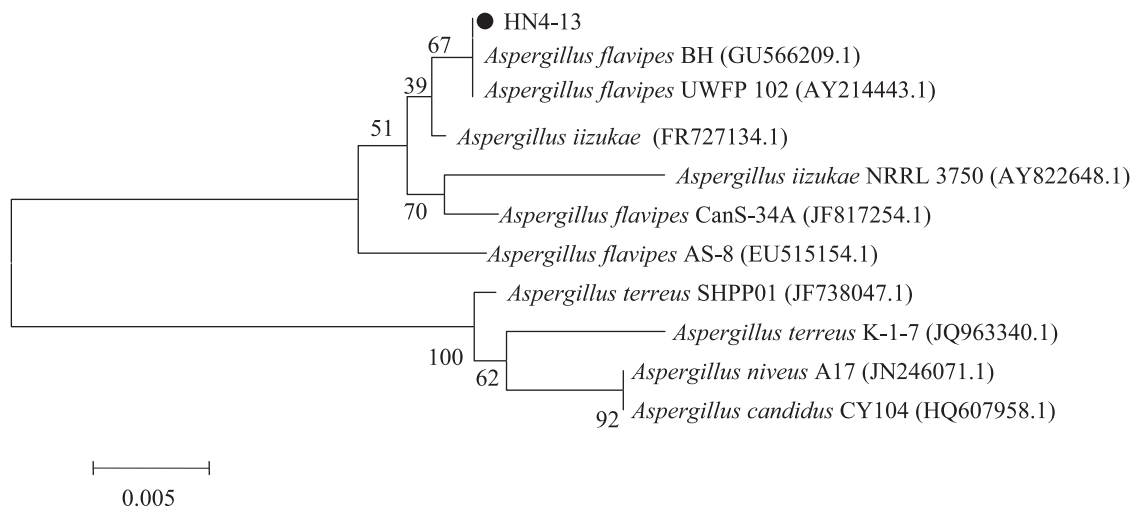 HN4-13
67
Aspergillus flavipes BH (GU566209.1)
39
Aspergillus flavipes UWFP 102 (AY214443.1)
51
Aspergillus iizukae (FR727134.1)
Aspergillus iizukae NRRL 3750 (AY822648.1)
70
Aspergillus flavipes CanS-34A (JF817254.1)
Aspergillus flavipes AS-8 (EU515154.1)
Aspergillus terreus SHPP01 (JF738047.1)
Aspergillus terreus K-1-7 (JQ963340.1)
100
62
Aspergillus niveus A17 (JN246071.1)
92
Aspergillus candidus CY104 (HQ607958.1)
0.005